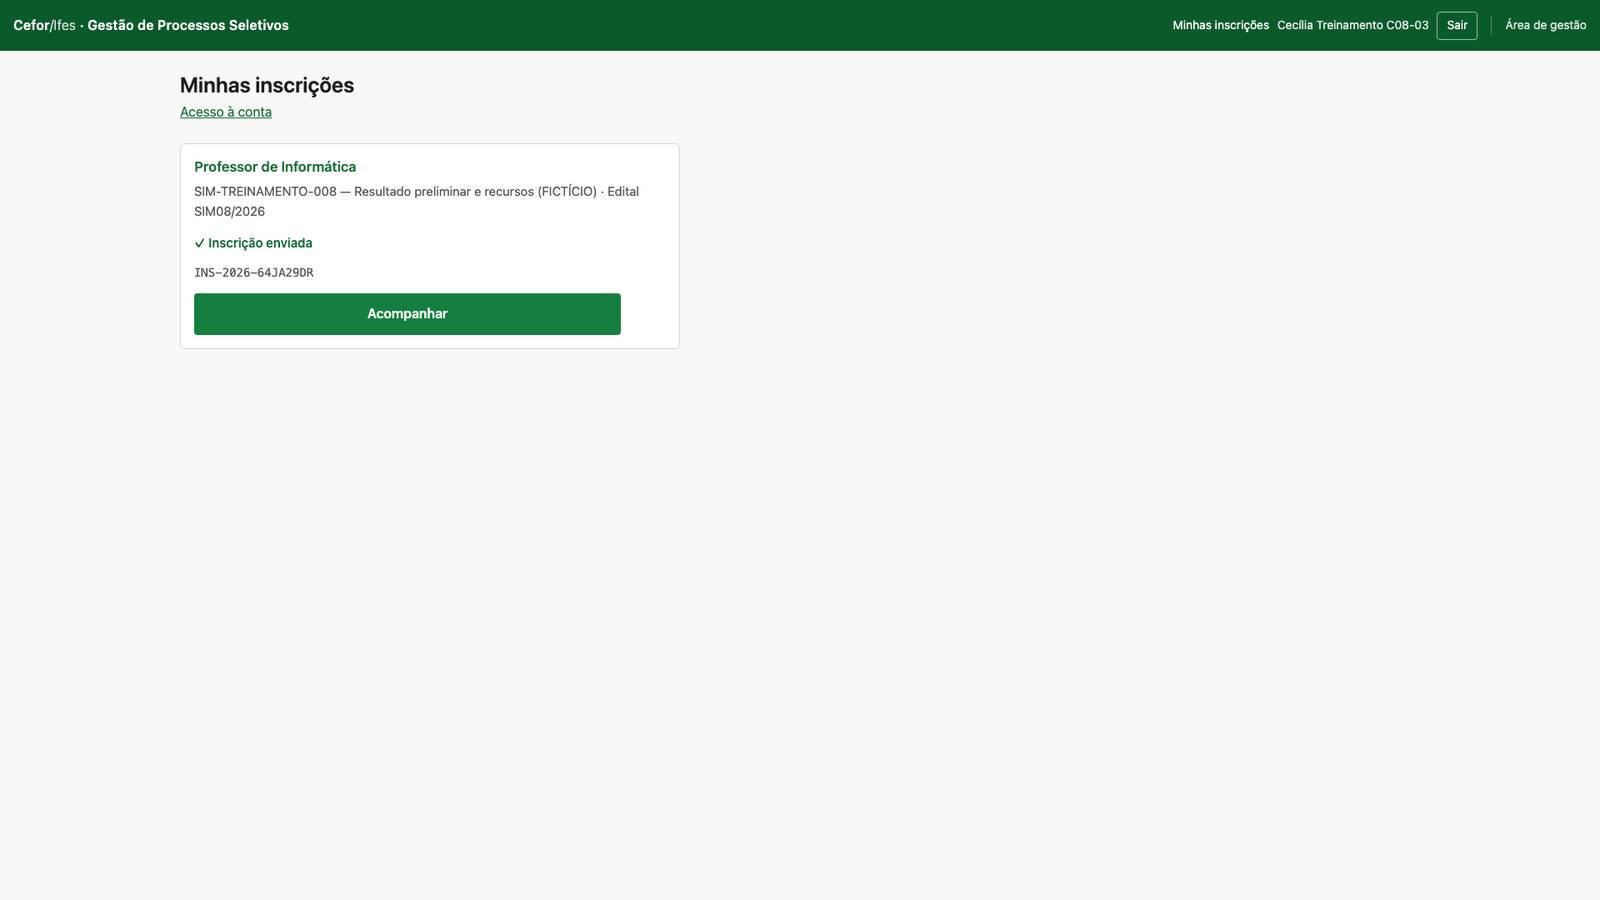 Cefor/Ifes · Gestão de Processos Seletivos
Minhas inscrições Cecília Treinamento C08-03 Sair Área de gestão
Minhas inscrições
Acesso à conta
Professor de Informática
SIM-TREINAMENTO-008 — Resultado preliminar e recursos (FICTÍCIO) · Edital
SIM08/2026
✓ Inscrição enviada
INS-2026-64JA29DR
Acompanhar